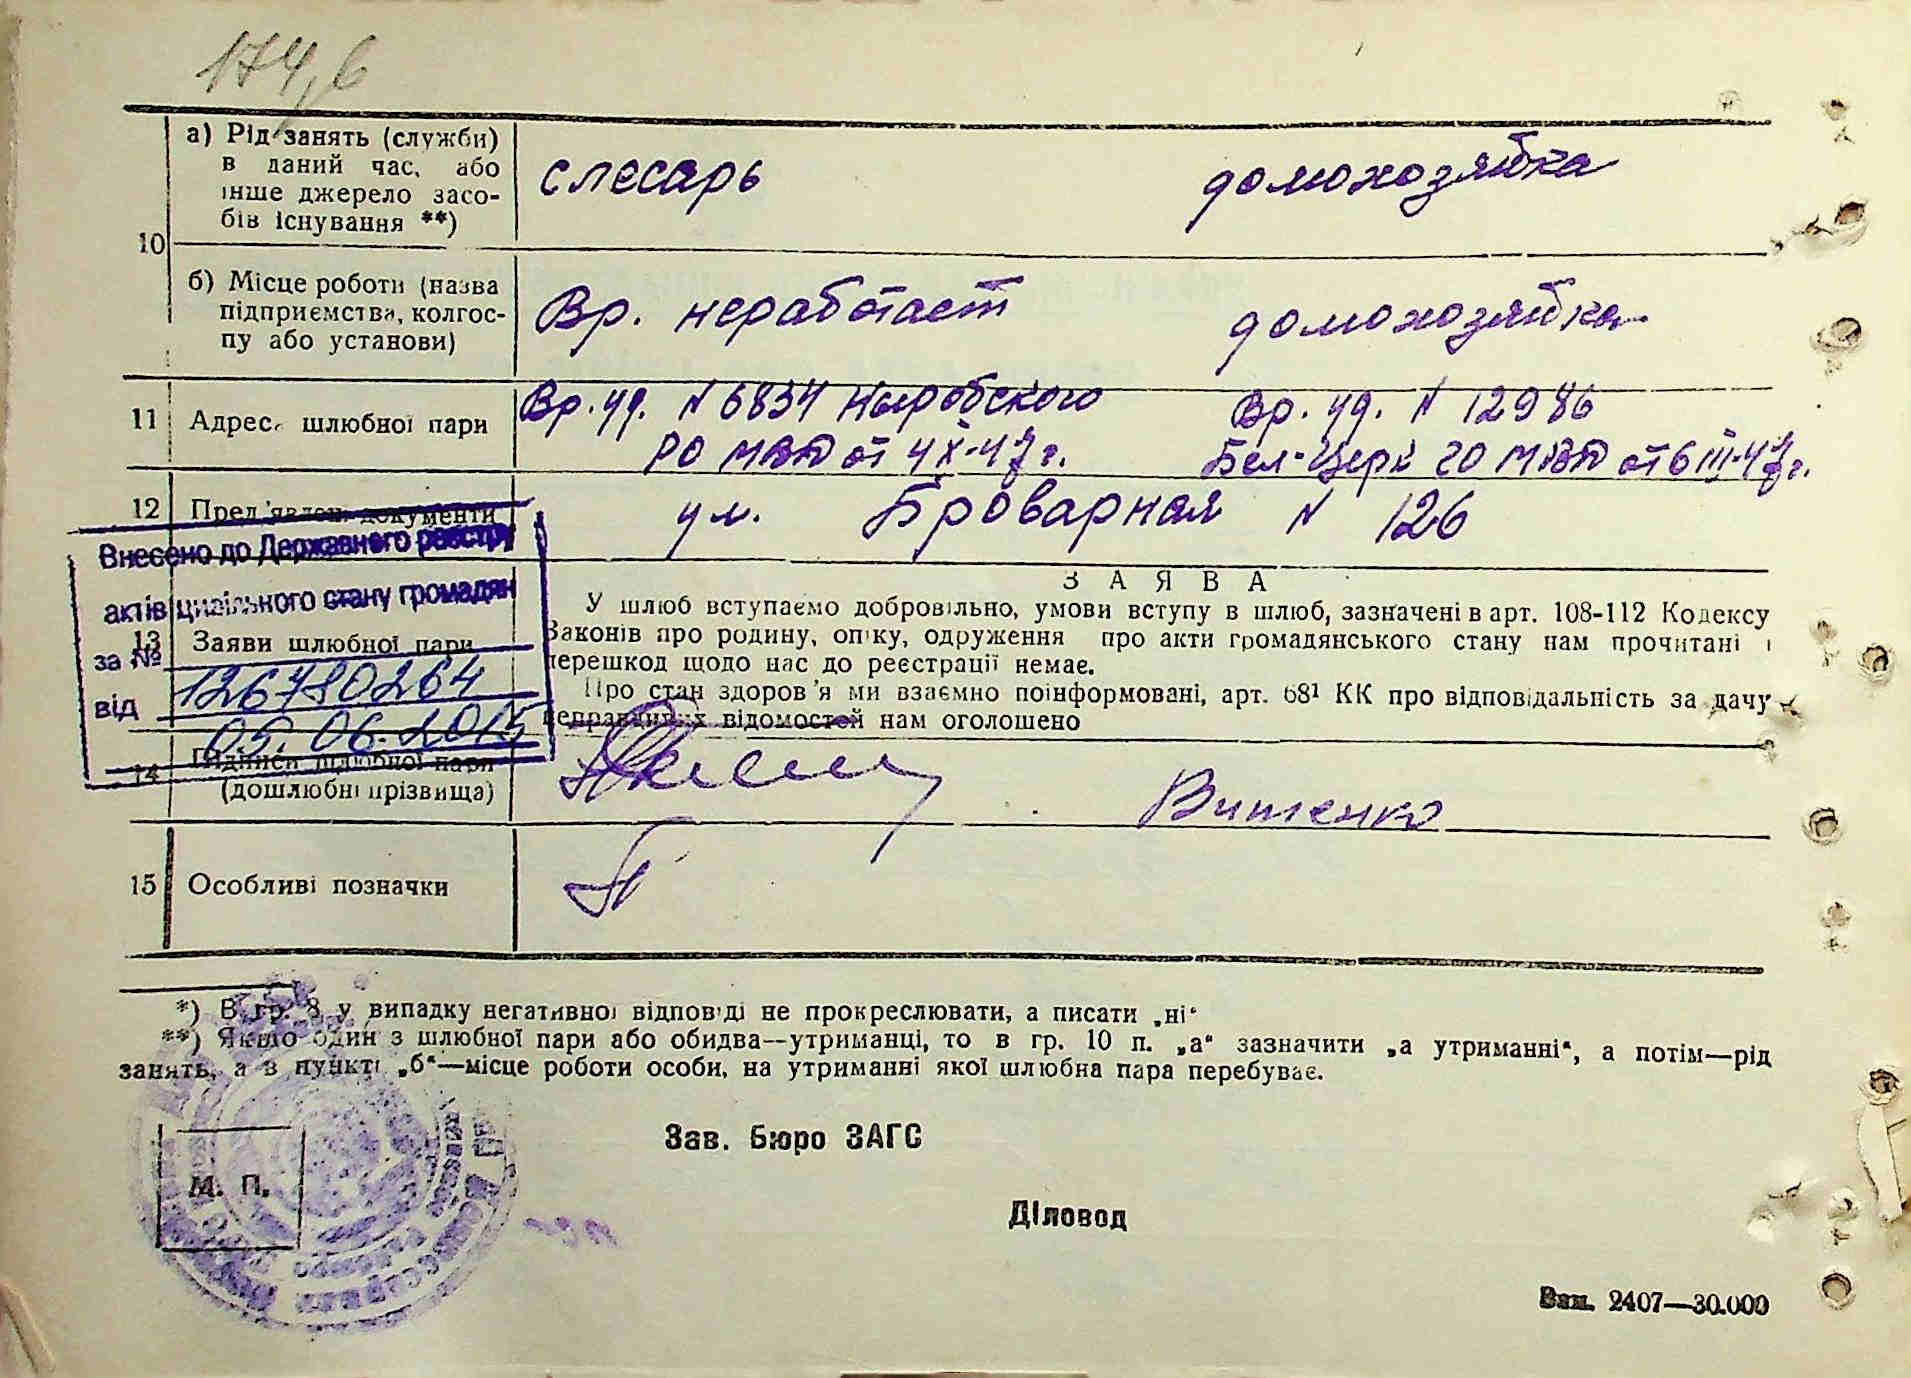 174,б
10
а) Рід занять (служби)
в даний час, або
інше джерело засо-
бів існування **)
слесарь домохозяйка
б) Місце роботи (назва
підприємства, колгос-
пу або установи)
Вр. неработает домохозяйка
11 Адреса шлюбної пари
Вр. уд. N 6834 Ныробского Вр. уд. N 12986
РО МВД от 4 X-47 г. Бел-Церк ГО МВД от 6 III-47 г.
12 Пред'явлені документи
ул. Броварная N 126
Внесено до Державного реєстру
актів цивільного стану громадян
за № 126780264
від 05.06.2015
13 Заяви шлюбної пари
ЗАЯВА
У шлюб вступаємо добровільно, умови вступу в шлюб, зазначені в арт. 108-112 Кодексу
Законів про родину, опіку, одруження про акти громадянського стану нам прочитані і
перешкод щодо нас до реєстрації немає.
Про стан здоров'я ми взаємно поінформовані, арт. 68¹ КК про відповідальність за дачу
неправдивих відомостей нам оголошено
14 Підписи шлюбної пари
(дошлюбні прізвища)
Витенко
15 Особливі позначки
*) В гр. 8 у випадку негативної відповіді не прокреслювати, а писати „ні“
**) Якщо один з шлюбної пари або обидва—утриманці, то в гр. 10 п. „а“ зазначити „а утриманні“, а потім—рід
занять, а в пункті „б“—місце роботи особи, на утриманні якої шлюбна пара перебуває.
Зав. Бюро ЗАГС
М. П.
Діловод
Зам. 2407—30.000